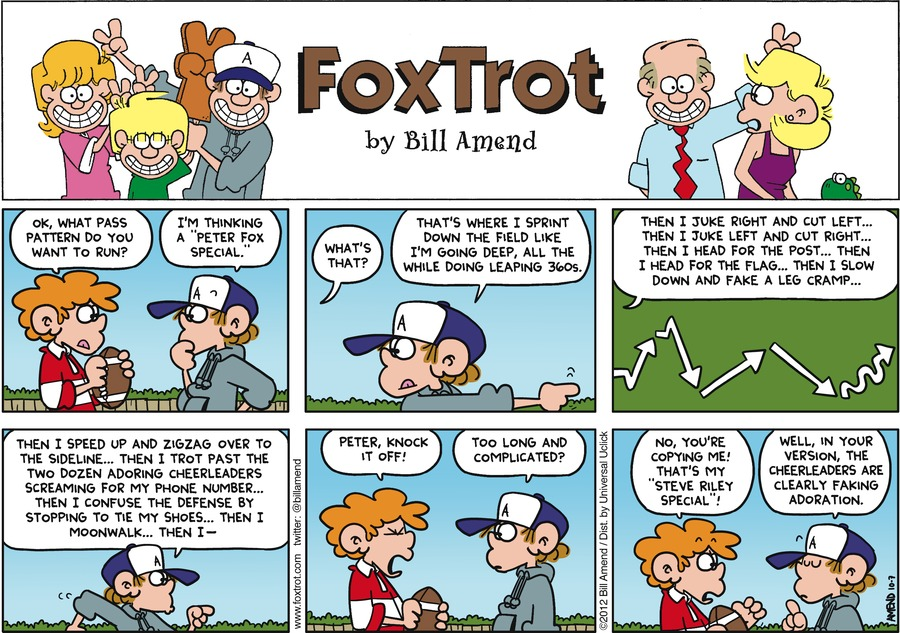 FOXTROT
by Bill Amend
A
OK, WHAT PASS
PATTERN DO YOU
WANT TO RUN?
I'M THINKING
A "PETER FOX
SPECIAL."
A
WHAT'S
THAT?
THAT'S WHERE I SPRINT
DOWN THE FIELD LIKE
I'M GOING DEEP, ALL THE
WHILE DOING LEAPING 360s.
A
THEN I JUKE RIGHT AND CUT LEFT...
THEN I JUKE LEFT AND CUT RIGHT...
THEN I HEAD FOR THE POST... THEN
I HEAD FOR THE FLAG... THEN I SLOW
DOWN AND FAKE A LEG CRAMP...
THEN I SPEED UP AND ZIGZAG OVER TO
THE SIDELINE... THEN I TROT PAST THE
TWO DOZEN ADORING CHEERLEADERS
SCREAMING FOR MY PHONE NUMBER...
THEN I CONFUSE THE DEFENSE BY
STOPPING TO TIE MY SHOES... THEN I
MOONWALK... THEN I—
A
www.foxtrot.com twitter: @billamend
PETER, KNOCK
IT OFF!
TOO LONG AND
COMPLICATED?
A
©2012 Bill Amend / Dist. by Universal Uclick
NO, YOU'RE
COPYING ME!
THAT'S MY
"STEVE RILEY
SPECIAL"!
WELL, IN YOUR
VERSION, THE
CHEERLEADERS ARE
CLEARLY FAKING
ADORATION.
A
AMEND 10-7